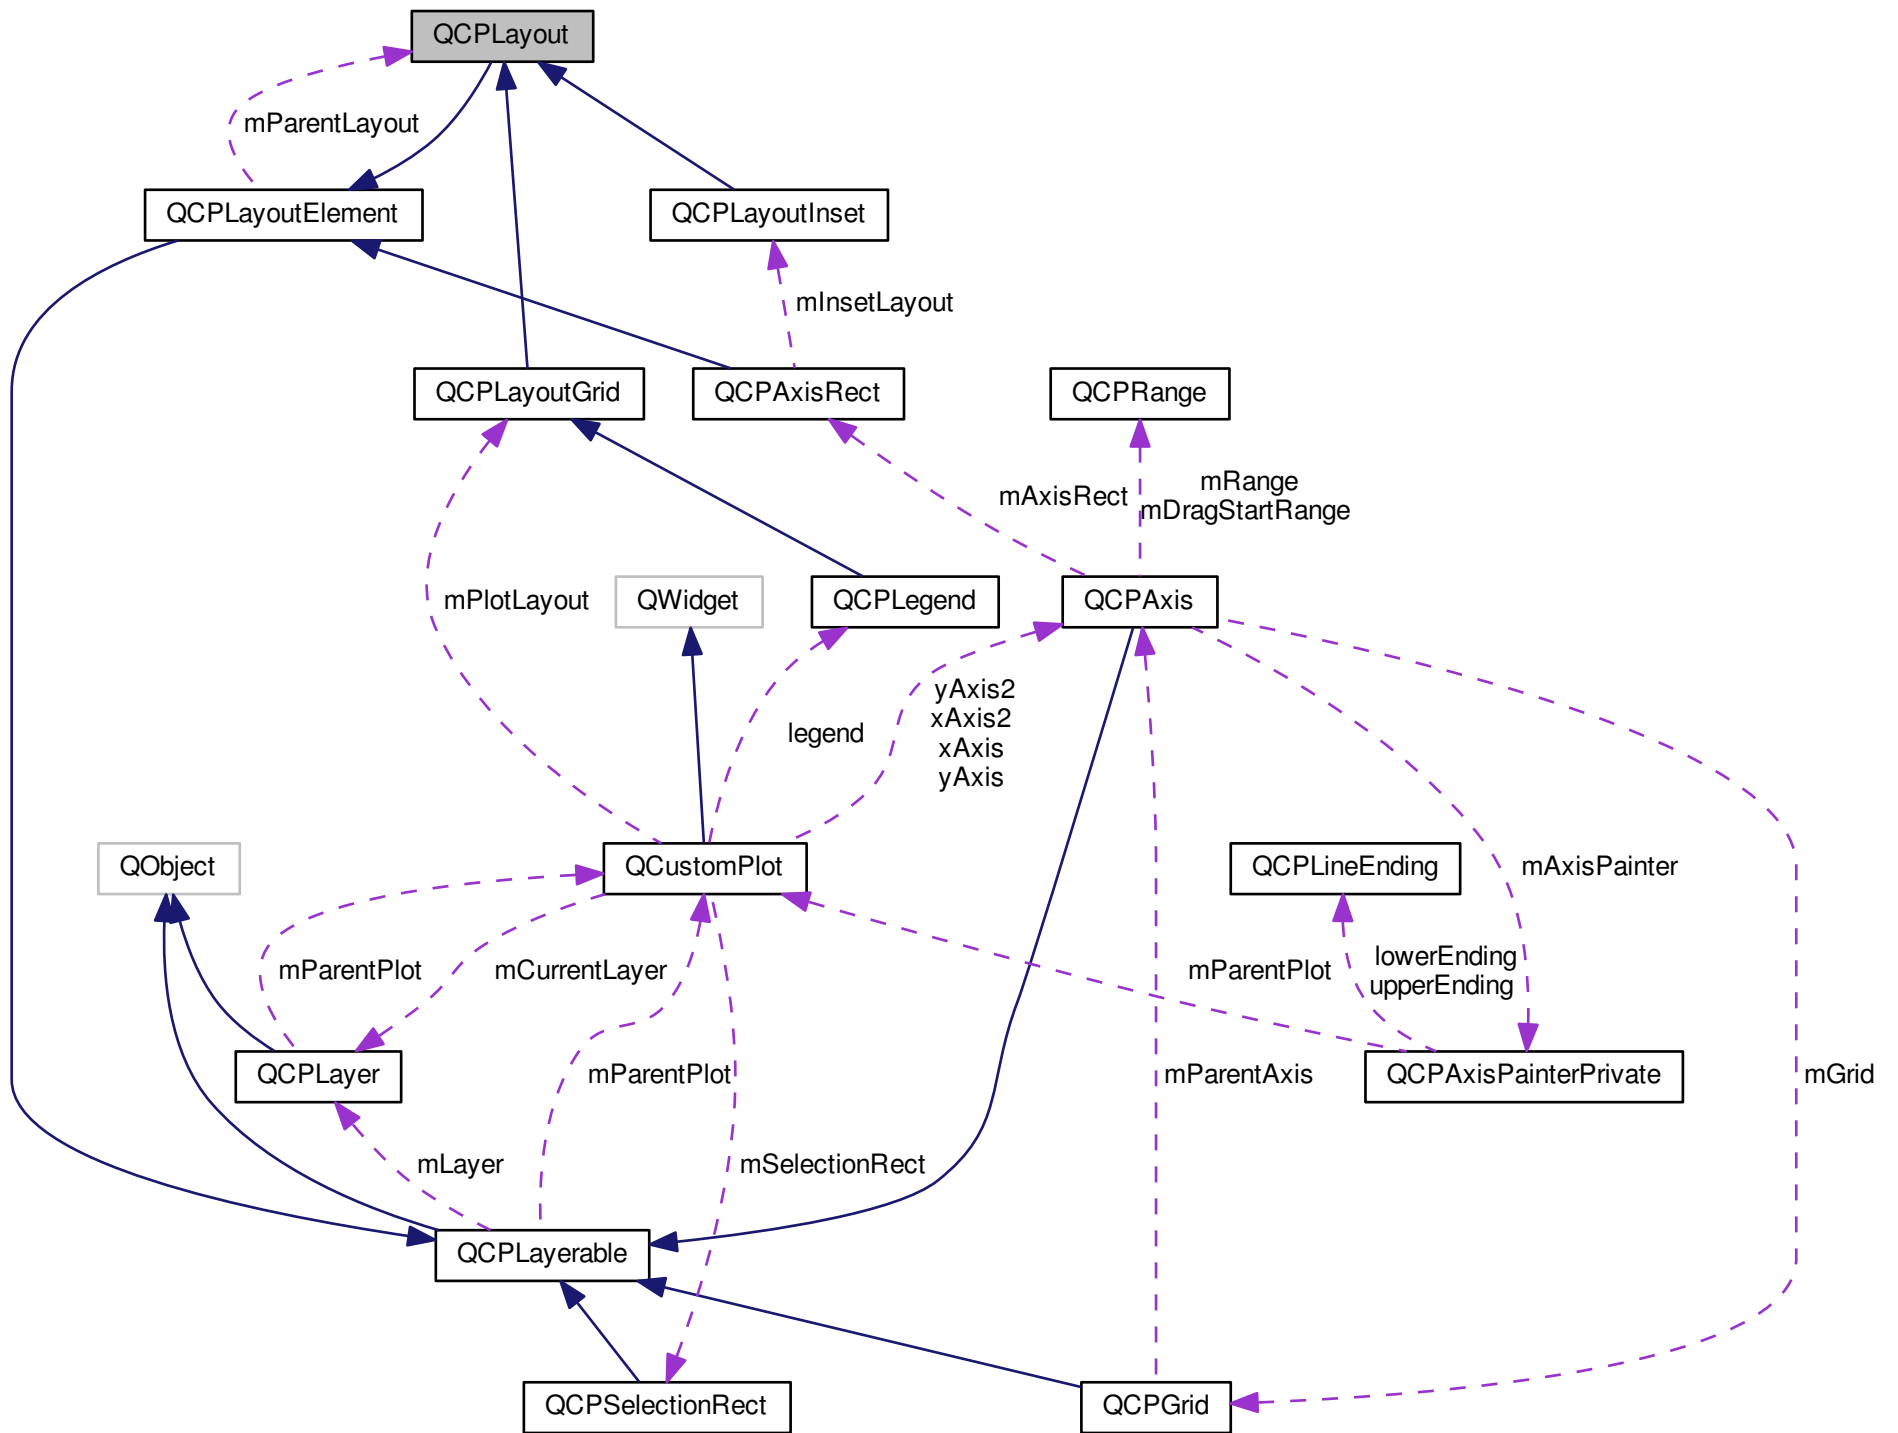 QCPLayout
mParentLayout
QCPLayoutElement
QCPLayoutInset
mInsetLayout
QCPLayoutGrid
QCPAxisRect
QCPRange
mAxisRect
mRange
mDragStartRange
mPlotLayout
QWidget
QCPLegend
QCPAxis
legend
yAxis2
xAxis2
xAxis
yAxis
QObject
QCustomPlot
QCPLineEnding
mAxisPainter
mParentPlot
mCurrentLayer
mParentPlot
lowerEnding
upperEnding
QCPLayer
mParentPlot
mParentAxis
QCPAxisPainterPrivate
mGrid
mLayer
mSelectionRect
QCPLayerable
QCPSelectionRect
QCPGrid